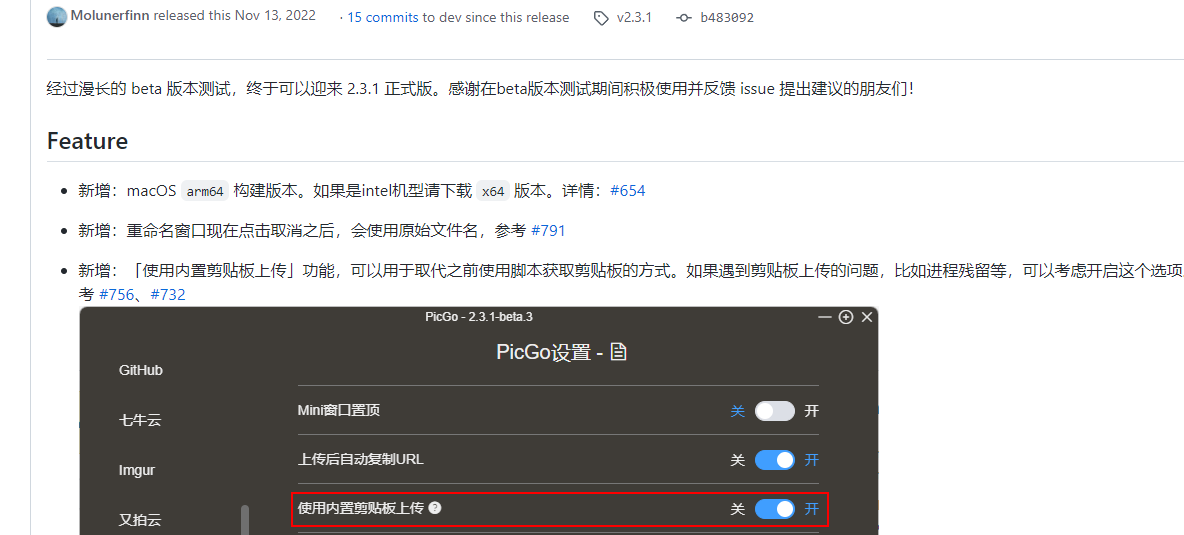 Molunerfinn released this Nov 13, 2022 · 15 commits to dev since this release v2.3.1 b483092
经过漫长的 beta 版本测试，终于可以迎来 2.3.1 正式版。感谢在beta版本测试期间积极使用并反馈 issue 提出建议的朋友们！
Feature
新增：macOS arm64 构建版本。如果是intel机型请下载 x64 版本。详情：#654
新增：重命名窗口现在点击取消之后，会使用原始文件名，参考 #791
新增：「使用内置剪贴板上传」功能，可以用于取代之前使用脚本获取剪贴板的方式。如果遇到剪贴板上传的问题，比如进程残留等，可以考虑开启这个选项
考 #756、#732
PicGo - 2.3.1-beta.3
PicGo设置 -
GitHub
Mini窗口置顶 关 开
七牛云
上传后自动复制URL 关 开
Imgur
使用内置剪贴板上传 ? 关 开
又拍云